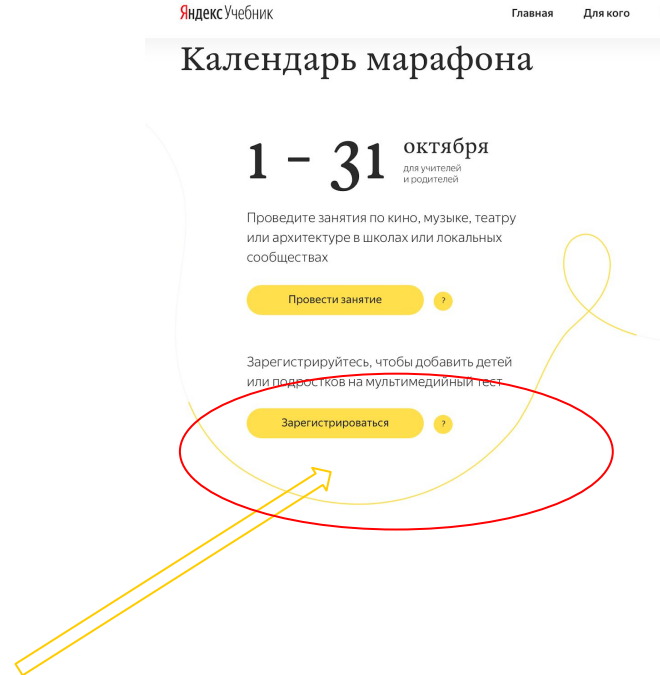 Яндекс Учебник
Главная
Для кого
Календарь марафона
1 – 31
октября
для учителей
и родителей
Проведите занятия по кино, музыке, театру
или архитектуре в школах или локальных
сообществах
Провести занятие
?
Зарегистрируйтесь, чтобы добавить детей
или подростков на мультимедийный тест
Зарегистрироваться
?